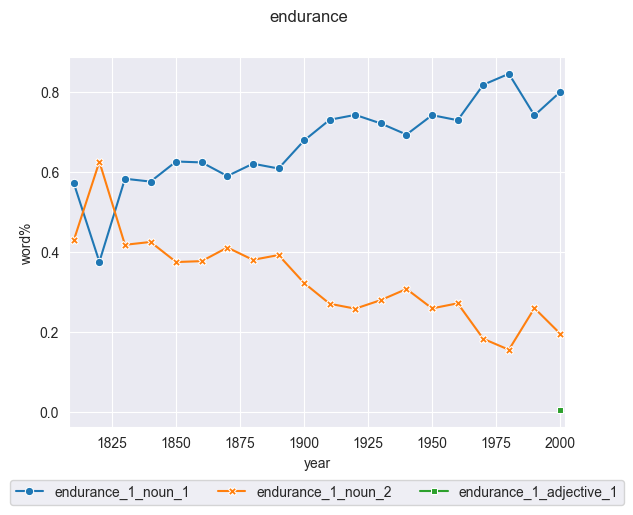 endurance
0.8
0.6
0.4
0.2
0.0
word%
1825 1850 1875 1900 1925 1950 1975 2000
year
endurance_1_noun_1 endurance_1_noun_2 endurance_1_adjective_1